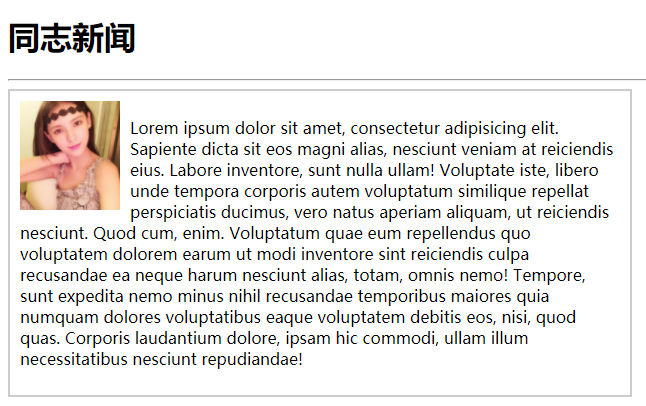 同志新闻
Lorem ipsum dolor sit amet, consectetur adipisicing elit.
Sapiente dicta sit eos magni alias, nesciunt veniam at reiciendis
eius. Labore inventore, sunt nulla ullam! Voluptate iste, libero
unde tempora corporis autem voluptatum similique repellat
perspiciatis ducimus, vero natus aperiam aliquam, ut reiciendis
nesciunt. Quod cum, enim. Voluptatum quae eum repellendus quo
voluptatem dolorem earum ut modi inventore sint reiciendis culpa
recusandae ea neque harum nesciunt alias, totam, omnis nemo! Tempore,
sunt expedita nemo minus nihil recusandae temporibus maiores quia
numquam dolores voluptatibus eaque voluptatem debitis eos, nisi, quod
quas. Corporis laudantium dolore, ipsam hic commodi, ullam illum
necessitatibus nesciunt repudiandae!